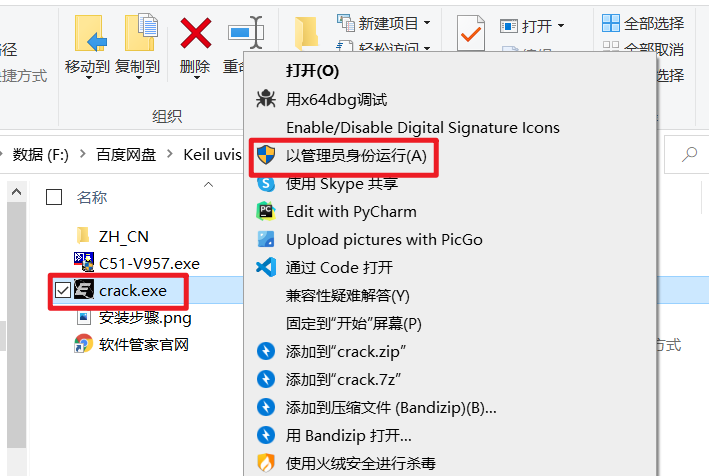 新建项目
打开
全部选择
径
轻松访问
全部取消
捷方式
移动到
复制到
删除
重命
选择
组织
打开(O)
用x64dbg调试
Enable/Disable Digital Signature Icons
数据 (F:)
百度网盘
Keil uvis
以管理员身份运行(A)
名称
使用 Skype 共享
ZH_CN
Edit with PyCharm
C51-V957.exe
Upload pictures with PicGo
crack.exe
通过 Code 打开
安装步骤.png
兼容性疑难解答(Y)
软件管家官网
固定到“开始”屏幕(P)
方式
添加到“crack.zip”
添加到“crack.7z”
添加到压缩文件 (Bandizip)(B)...
用 Bandizip 打开...
使用火绒安全进行杀毒